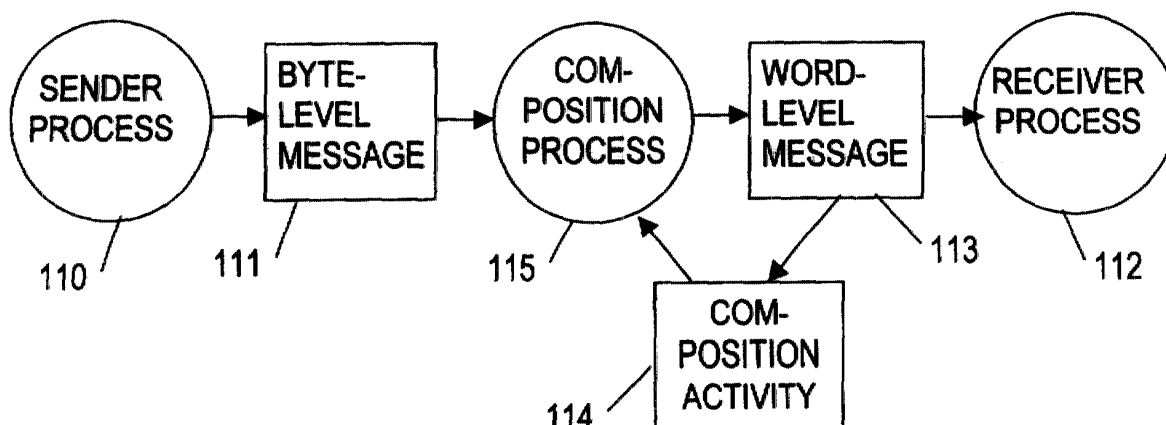 SENDER
PROCESS
BYTE-
LEVEL
MESSAGE
COM-
POSITION
PROCESS
WORD-
LEVEL
MESSAGE
RECEIVER
PROCESS
110
111
115
113
112
COM-
POSITION
ACTIVITY
114